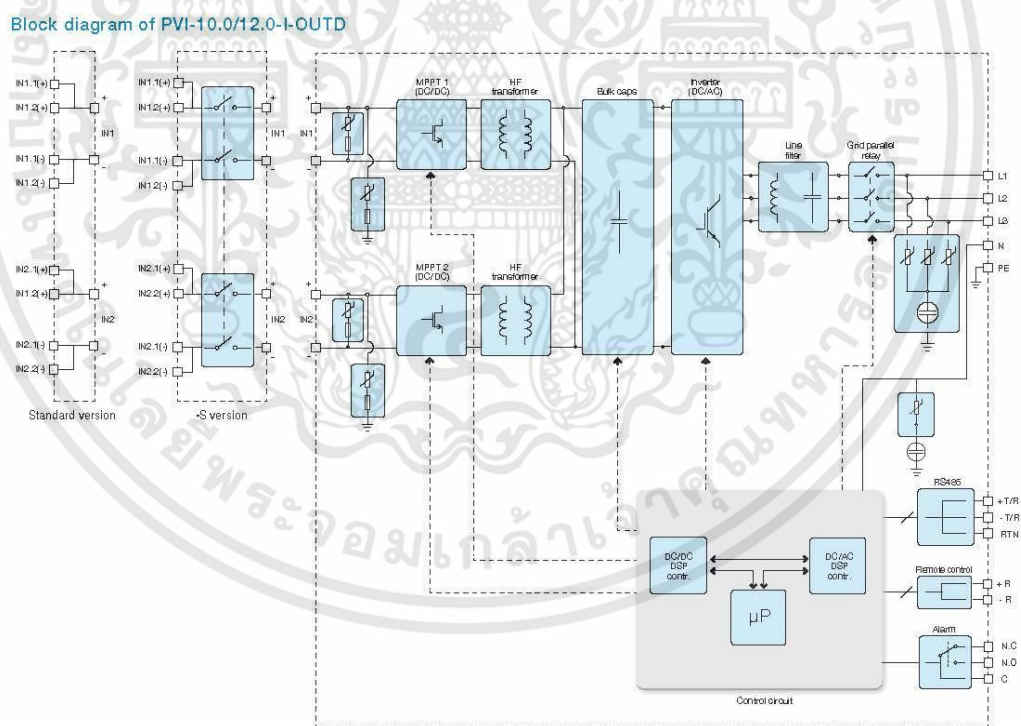 Block diagram of PVI-10.0/12.0-I-OUTD
IN1.1(+)
IN1.2(+)
+
IN1
IN1.1(-)
-
IN1.2(-)
IN2.1(+)
IN1.2(+)
+
IN2
IN2.1(-)
-
IN2.2(-)
Standard version
IN1.1(+)
IN1.2(+)
+
IN1
IN1.1(-)
-
IN1.2(-)
IN2.1(+)
IN2.2(+)
+
IN2
IN2.1(-)
-
IN2.2(-)
-S version
+
IN1
-
+
IN2
-
MPPT 1
(DC/DC)
HF
transformer
MPPT 2
(DC/DC)
HF
transformer
Bulk caps
Inverter
(DC/AC)
Line
filter
Grid parallel
relay
L1
L2
L3
N
PE
RS485
+T/R
-T/R
RTN
Remote control
+R
-R
Alarm
N.C
N.O
C
DC/DC
DSP
contr.
DC/AC
DSP
contr.
µP
Control circuit